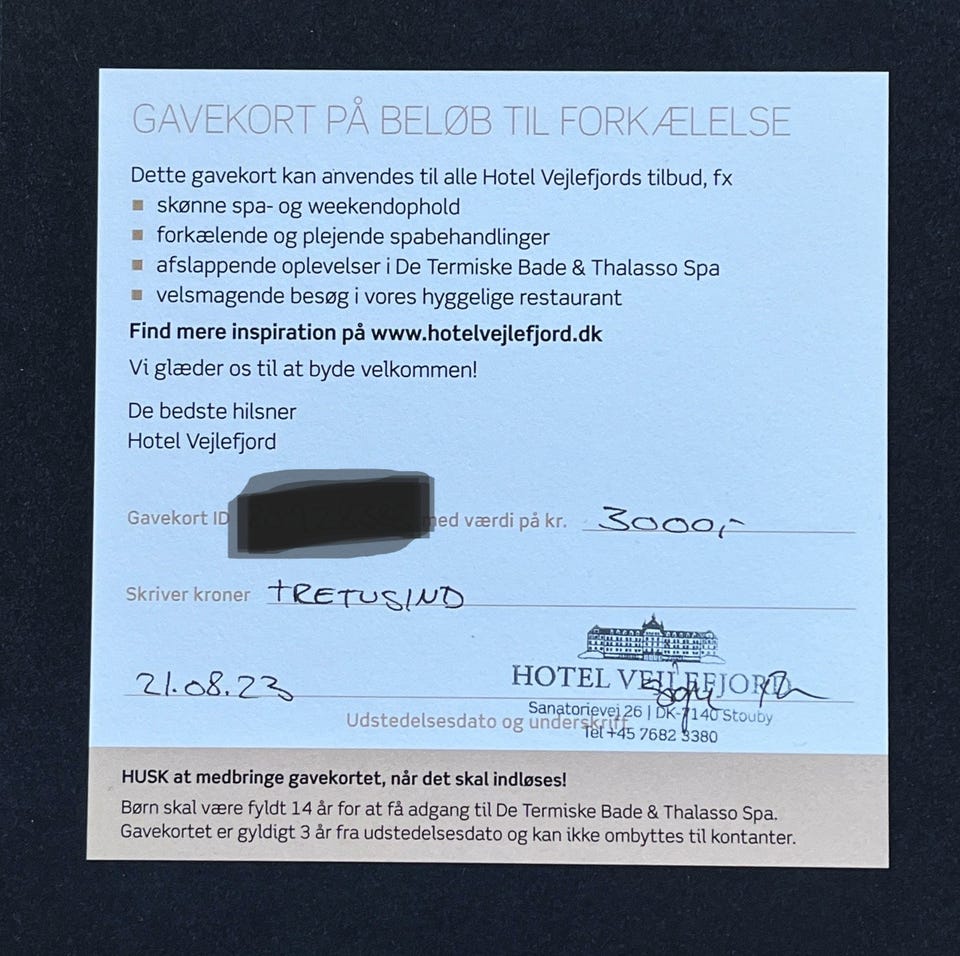 GAVEKORT PÅ BELØB TIL FORKÆLELSE
Dette gavekort kan anvendes til alle Hotel Vejlefjords tilbud, fx
skønne spa- og weekendophold
forkælende og plejende spabehandlinger
afslappende oplevelser i De Termiske Bade & Thalasso Spa
velsmagende besøg i vores hyggelige restaurant
Find mere inspiration på www.hotelvejlefjord.dk
Vi glæder os til at byde velkommen!
De bedste hilsner
Hotel Vejlefjord
Gavekort ID med værdi på kr. 3000,-
Skriver kroner TRETUSIND
HOTEL VEJLEFJORD
21.08.23
Sanatorievej 26 | DK-7140 Stouby
Udstedelsesdato og underskrift
Tel +45 7682 3380
HUSK at medbringe gavekortet, når det skal indløses!
Børn skal være fyldt 14 år for at få adgang til De Termiske Bade & Thalasso Spa.
Gavekortet er gyldigt 3 år fra udstedelsesdato og kan ikke ombyttes til kontanter.